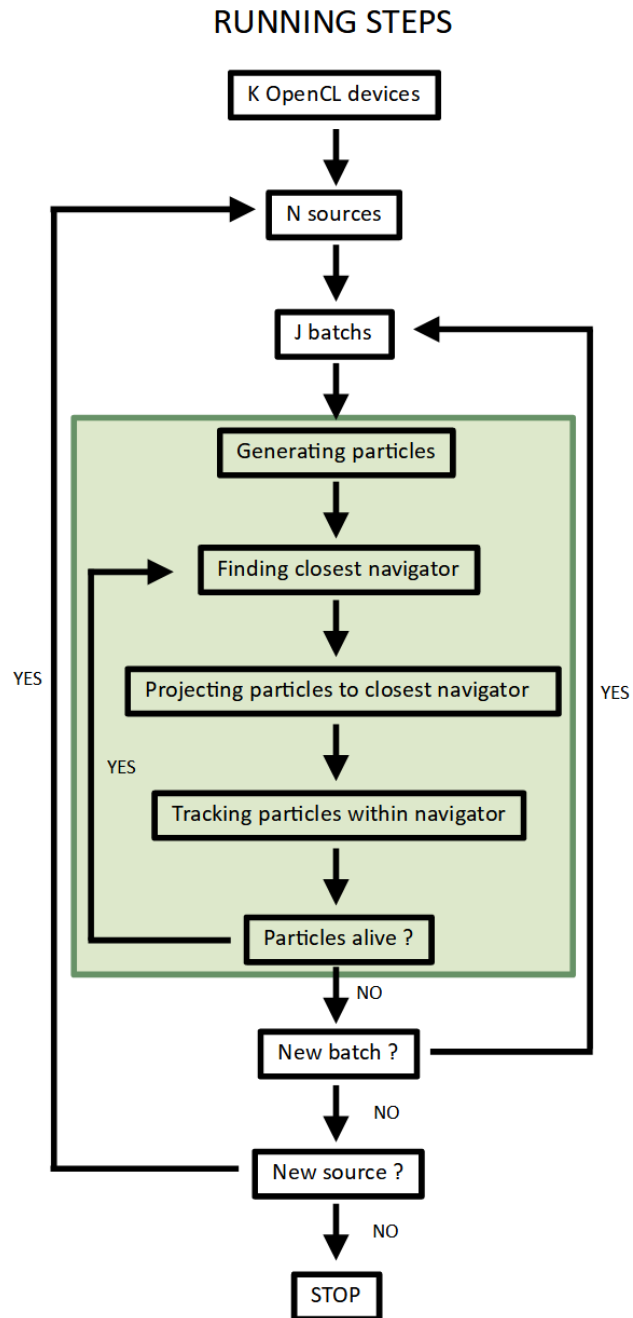 RUNNING STEPS
K OpenCL devices
N sources
J batchs
Generating particles
Finding closest navigator
Projecting particles to closest navigator
YES
YES
YES
Tracking particles within navigator
Particles alive ?
NO
New batch ?
NO
New source ?
NO
STOP